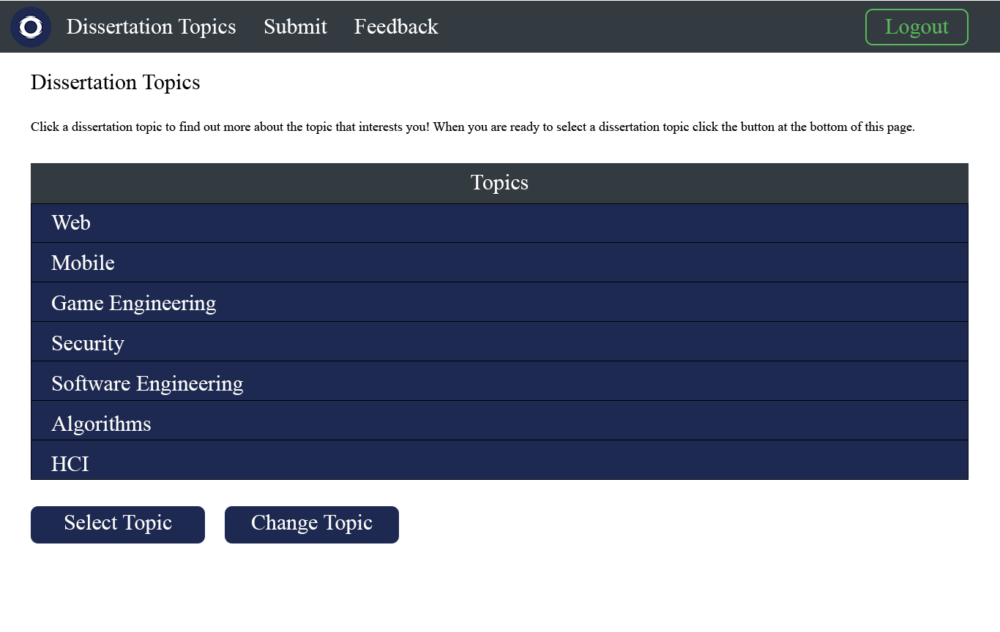 Dissertation Topics Submit Feedback Logout
Dissertation Topics
Click a dissertation topic to find out more about the topic that interests you! When you are ready to select a dissertation topic click the button at the bottom of this page.
Topics
Web
Mobile
Game Engineering
Security
Software Engineering
Algorithms
HCI
Select Topic Change Topic